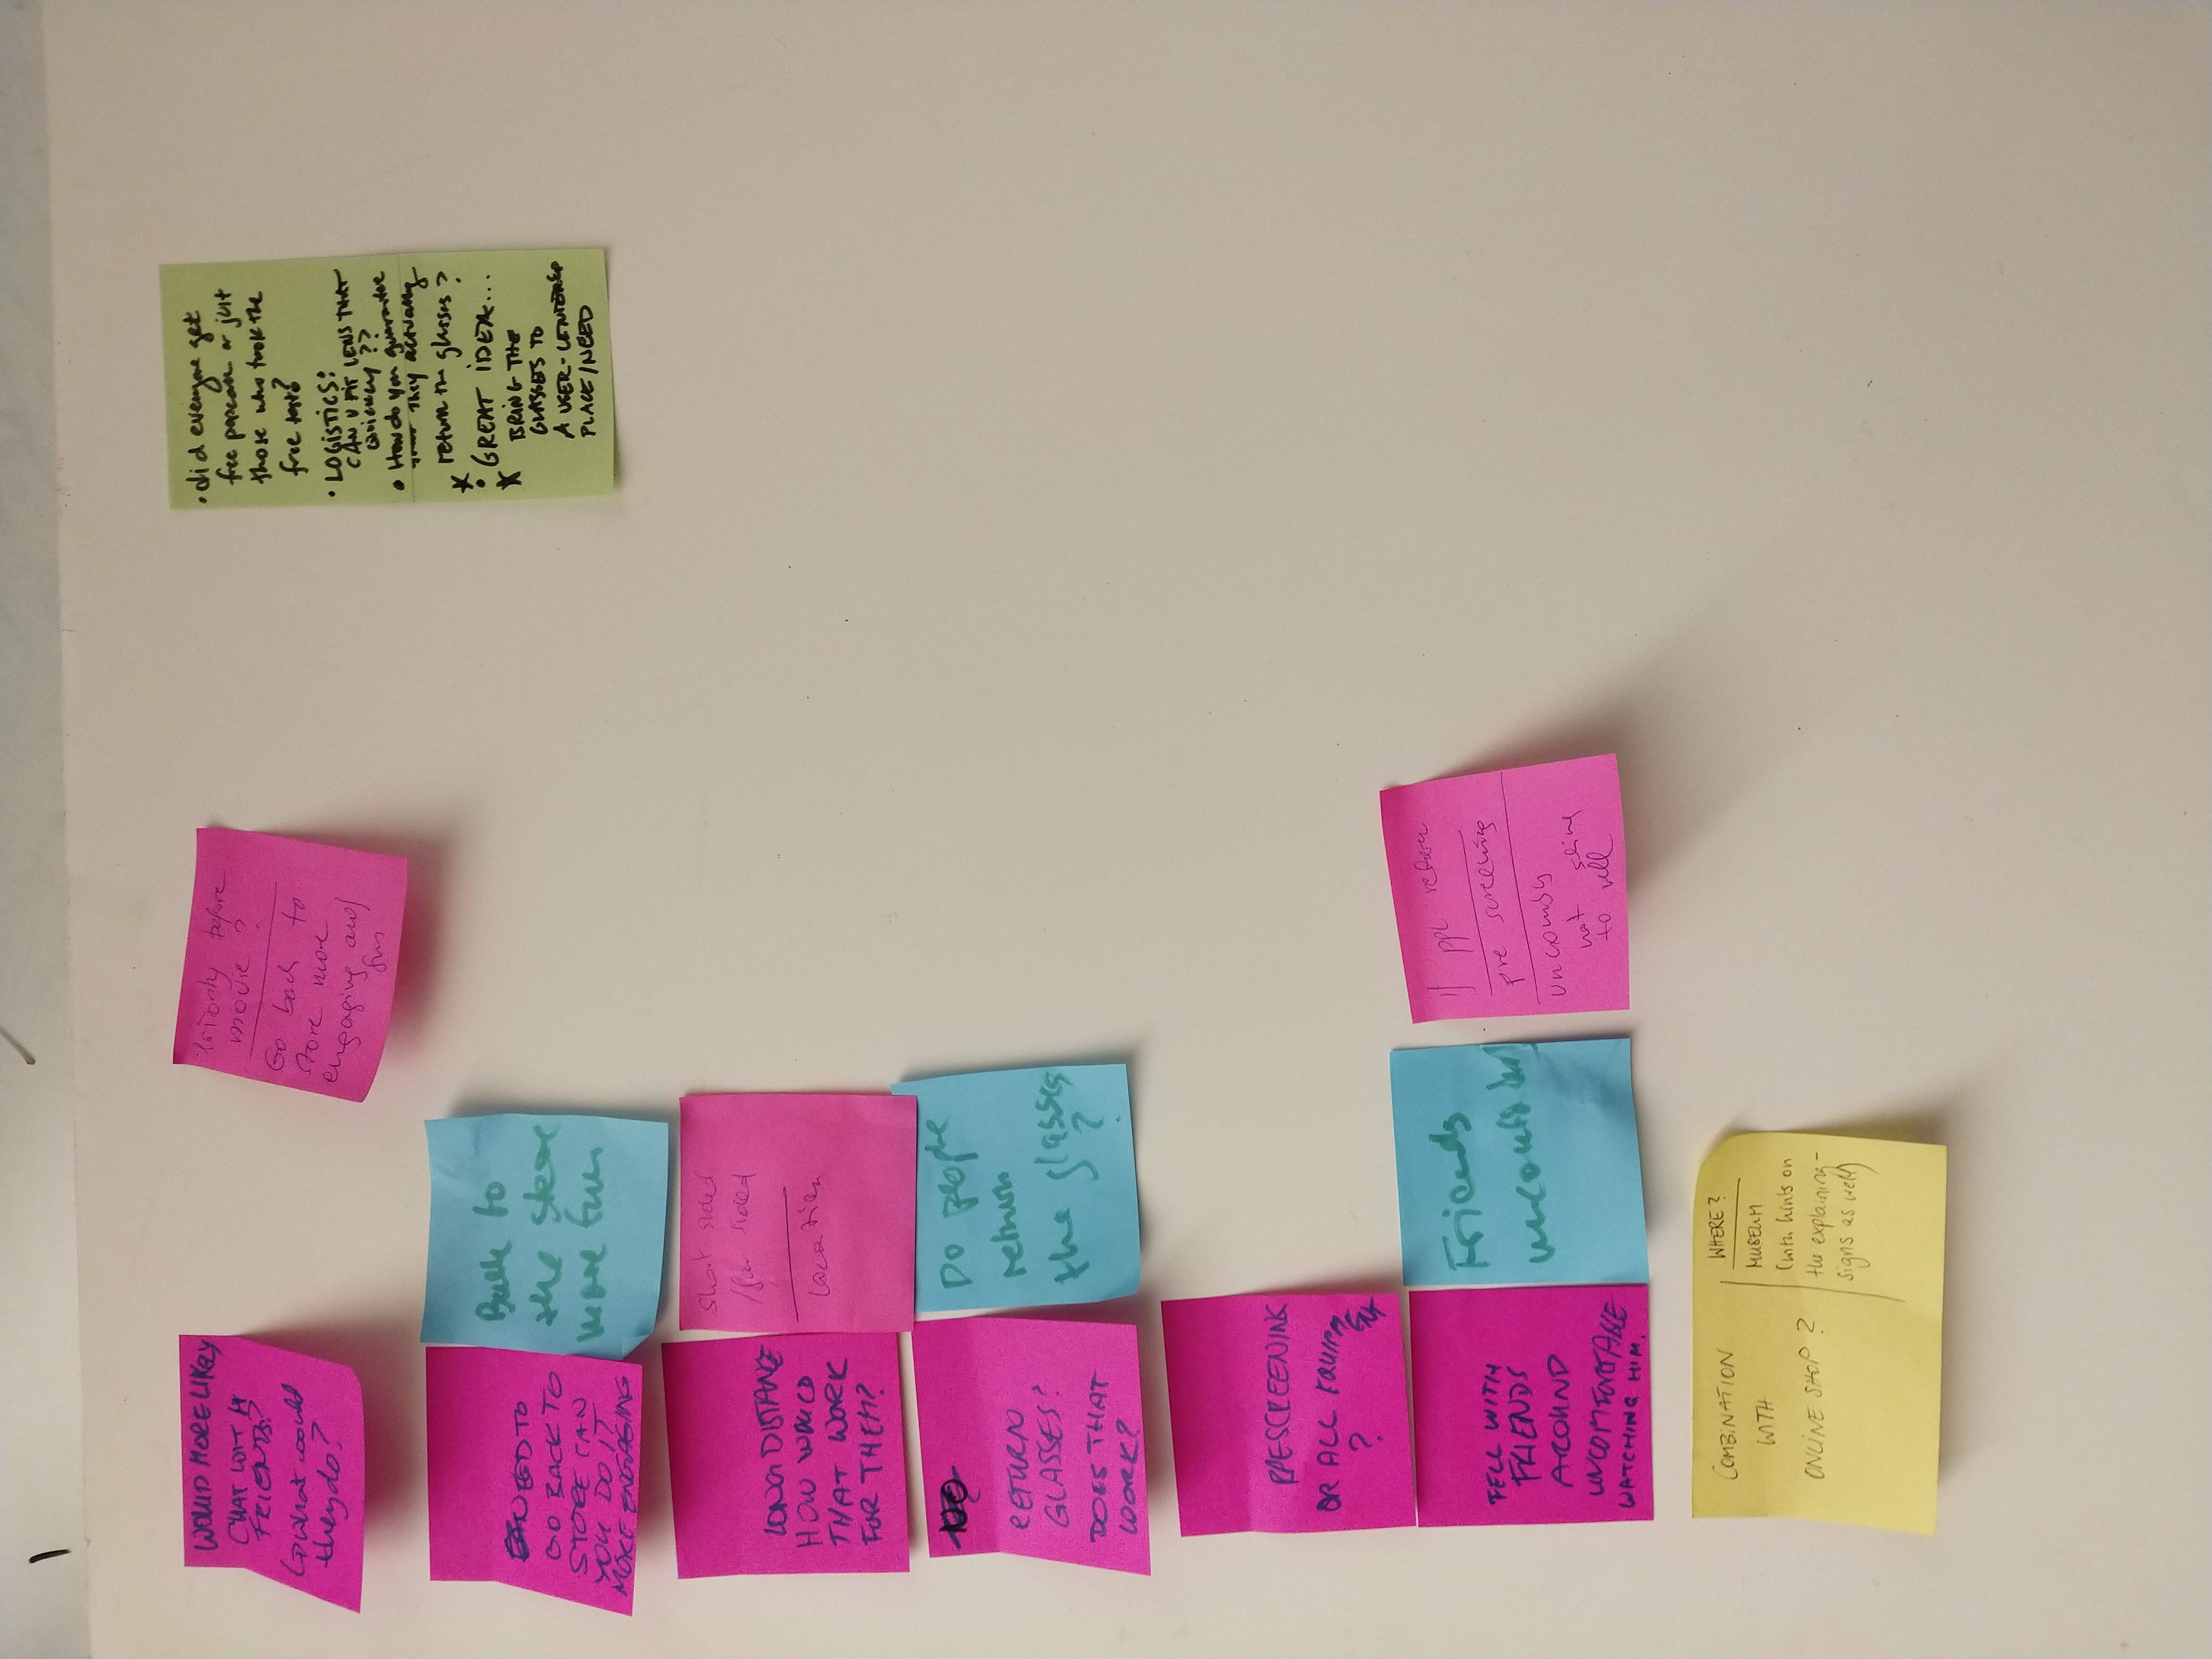 WOULD MORE LIKELY
CHAT WITH
FRIENDS?
↳ what would
they do?
Priority before
movie?
Go back to
store more
engaging and
fun
• did everyone get
free popcorn or just
those who took the
free test?
• LOGISTICS:
CAN U FIT LENS THAT
QUICKLY ??
• How do you guarantee
that they actually
return the glasses?
• GREAT IDEA...
BRING THE
GLASSES TO
A USER-CENTERED
PLACE/NEED
NEED TO
GO BACK TO
STORE CAN
YOU DO IT
MORE ENGAGING
Back to
the store
more fun
LONG DISTANCE
HOW WOULD
THAT WORK
FOR THEM?
Short sided
/far sided
Location
NO
RETURN
GLASSES?
DOES THAT
WORK?
Do people
return
the glasses
?
PRESCREENING
OR ALL EQUIPMENT
?
FELL WITH
FRIENDS
AROUND
UNCOMFORTABLE
WATCHING HIM.
Friends
if ppl return
pre screening
uncomfy
not
to
COMBINATION
WITH
ONLINE SHOP?
WHERE?
MUSEUM
(with hints on
the explaining-
signs as well)